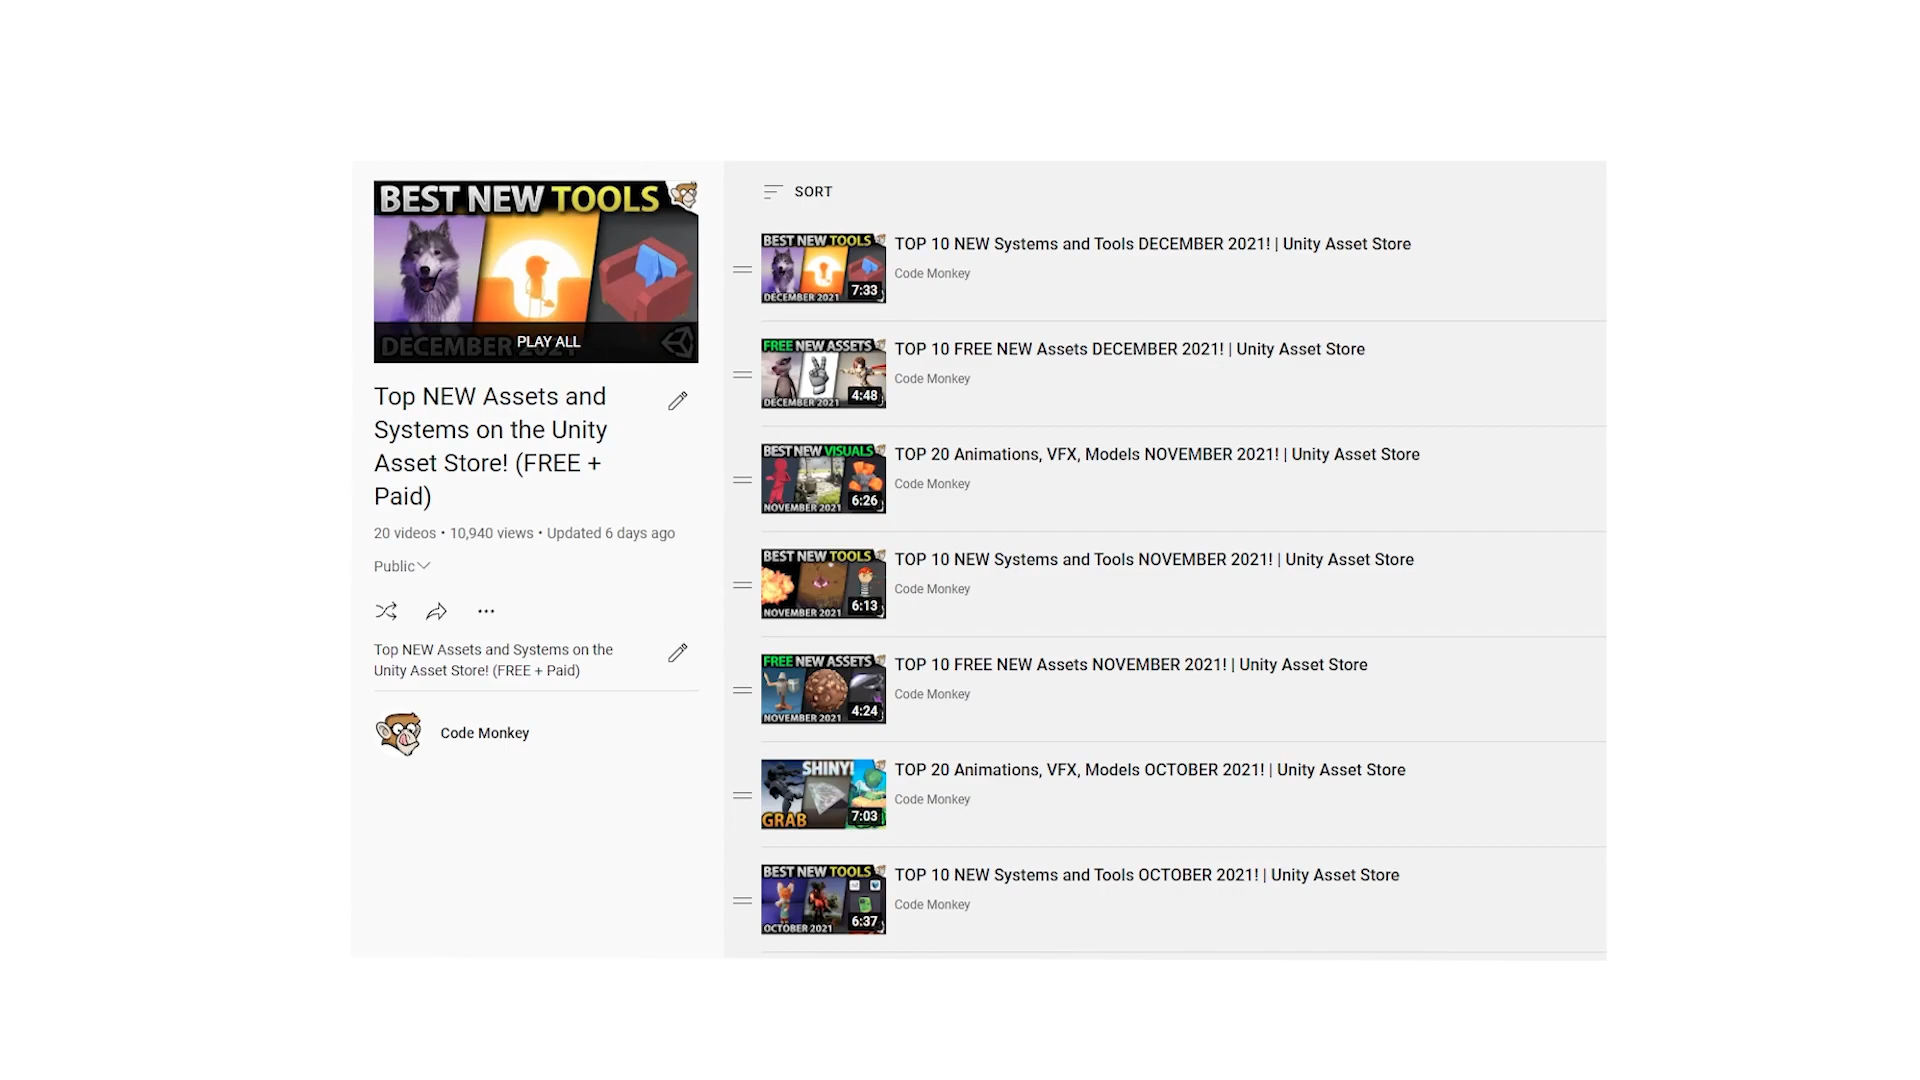 BEST NEW TOOLS
DECEMBER 2021
PLAY ALL
Top NEW Assets and
Systems on the Unity
Asset Store! (FREE +
Paid)
20 videos • 10,940 views • Updated 6 days ago
Public
Top NEW Assets and Systems on the
Unity Asset Store! (FREE + Paid)
Code Monkey
SORT
BEST NEW TOOLS
DECEMBER 2021
7:33
TOP 10 NEW Systems and Tools DECEMBER 2021! | Unity Asset Store
Code Monkey
FREE NEW ASSETS
DECEMBER 2021
4:48
TOP 10 FREE NEW Assets DECEMBER 2021! | Unity Asset Store
Code Monkey
BEST NEW VISUALS
NOVEMBER 2021
6:26
TOP 20 Animations, VFX, Models NOVEMBER 2021! | Unity Asset Store
Code Monkey
BEST NEW TOOLS
NOVEMBER 2021
6:13
TOP 10 NEW Systems and Tools NOVEMBER 2021! | Unity Asset Store
Code Monkey
FREE NEW ASSETS
NOVEMBER 2021
4:24
TOP 10 FREE NEW Assets NOVEMBER 2021! | Unity Asset Store
Code Monkey
SHINY!
GRAB
7:03
TOP 20 Animations, VFX, Models OCTOBER 2021! | Unity Asset Store
Code Monkey
BEST NEW TOOLS
OCTOBER 2021
6:37
TOP 10 NEW Systems and Tools OCTOBER 2021! | Unity Asset Store
Code Monkey